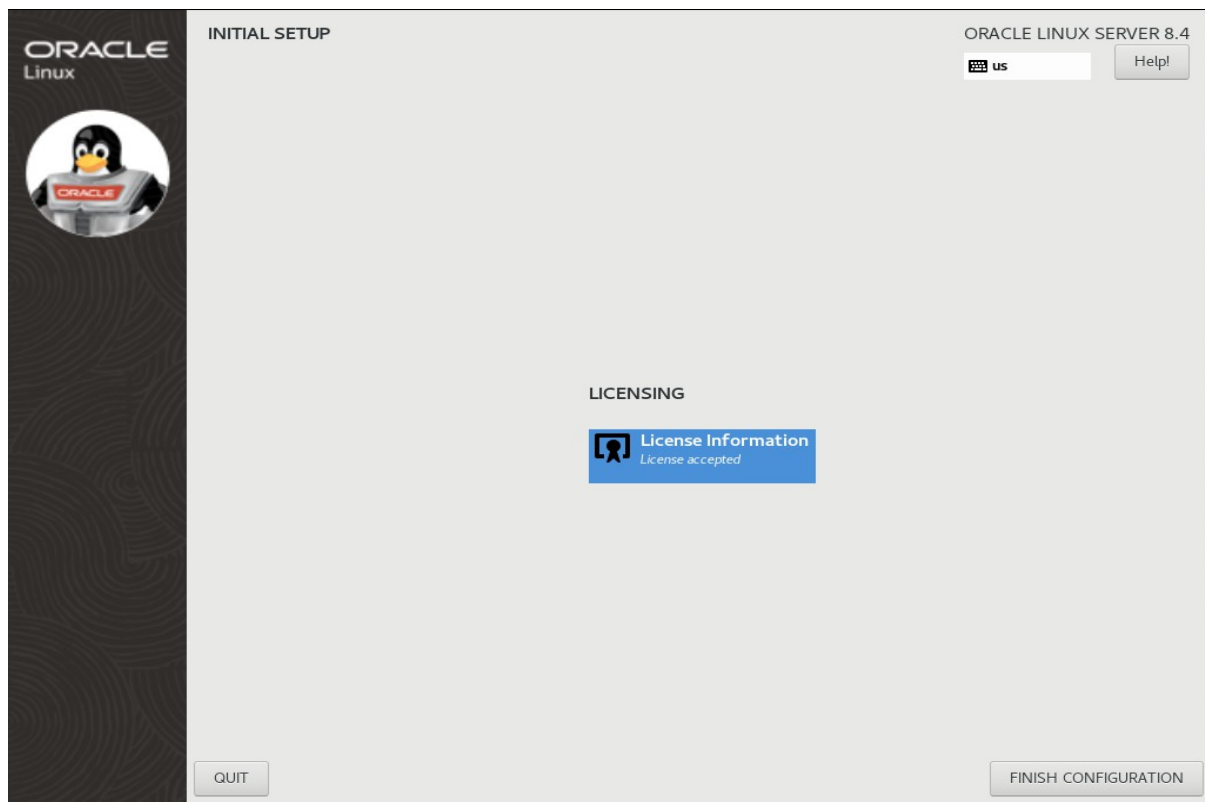 ORACLE
Linux
ORACLE
INITIAL SETUP
ORACLE LINUX SERVER 8.4
us
Help!
LICENSING
License Information
License accepted
QUIT
FINISH CONFIGURATION